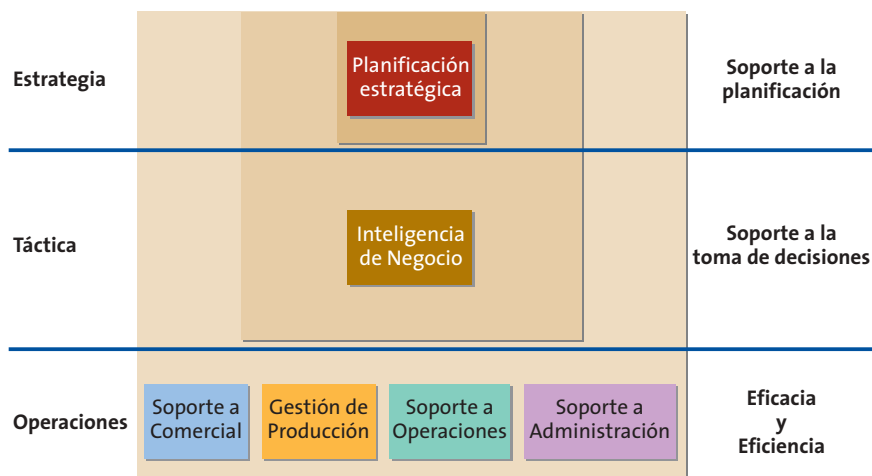 Estrategia
Planificación
estratégica
Soporte a la
planificación
Táctica
Inteligencia
de Negocio
Soporte a la
toma de decisiones
Operaciones
Soporte a
Comercial
Gestión de
Producción
Soporte a
Operaciones
Soporte a
Administración
Eficacia
y
Eficiencia